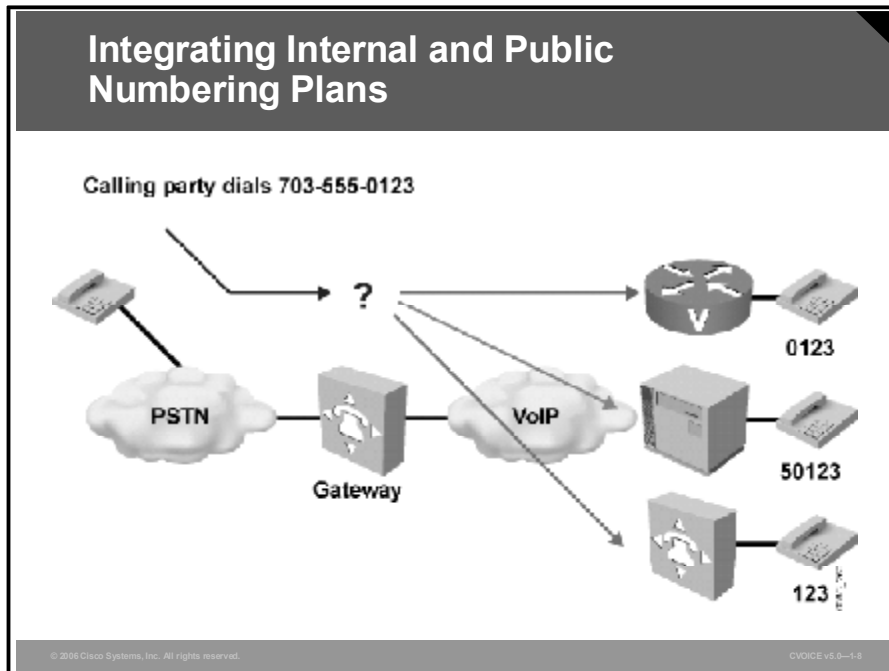 Integrating Internal and Public
Numbering Plans
Calling party dials 703-555-0123
?
V
0123
PSTN
VoIP
Gateway
50123
123
© 2006 Cisco Systems, Inc. All rights reserved.
CVOICE v5.0—1-8